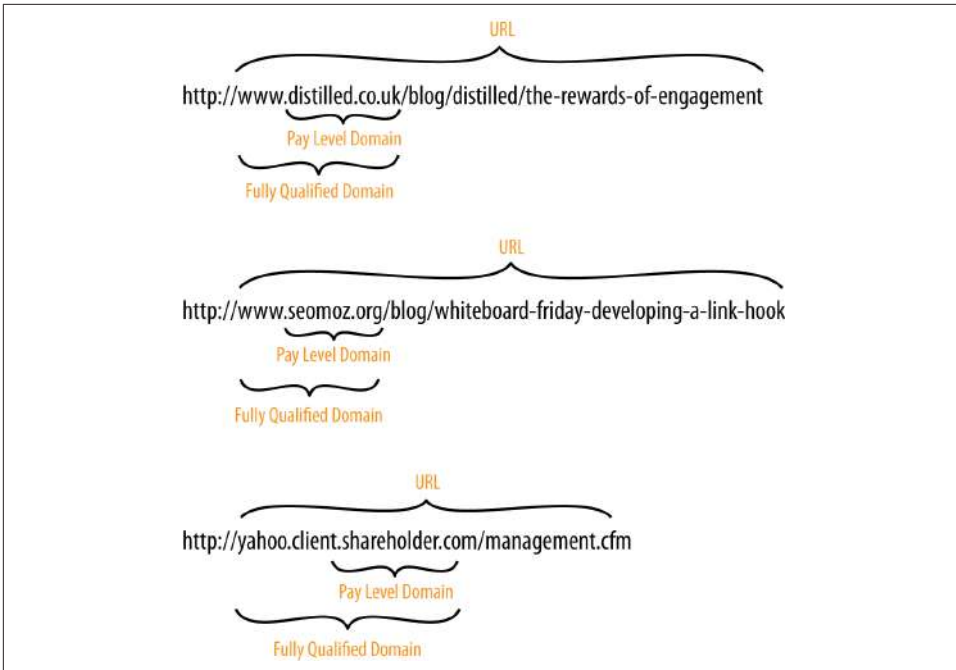 URL
http://www.distilled.co.uk/blog/distilled/the-rewards-of-engagement
Pay Level Domain
Fully Qualified Domain
URL
http://www.seomoz.org/blog/whiteboard-friday-developing-a-link-hook
Pay Level Domain
Fully Qualified Domain
URL
http://yahoo.client.shareholder.com/management.cfm
Pay Level Domain
Fully Qualified Domain